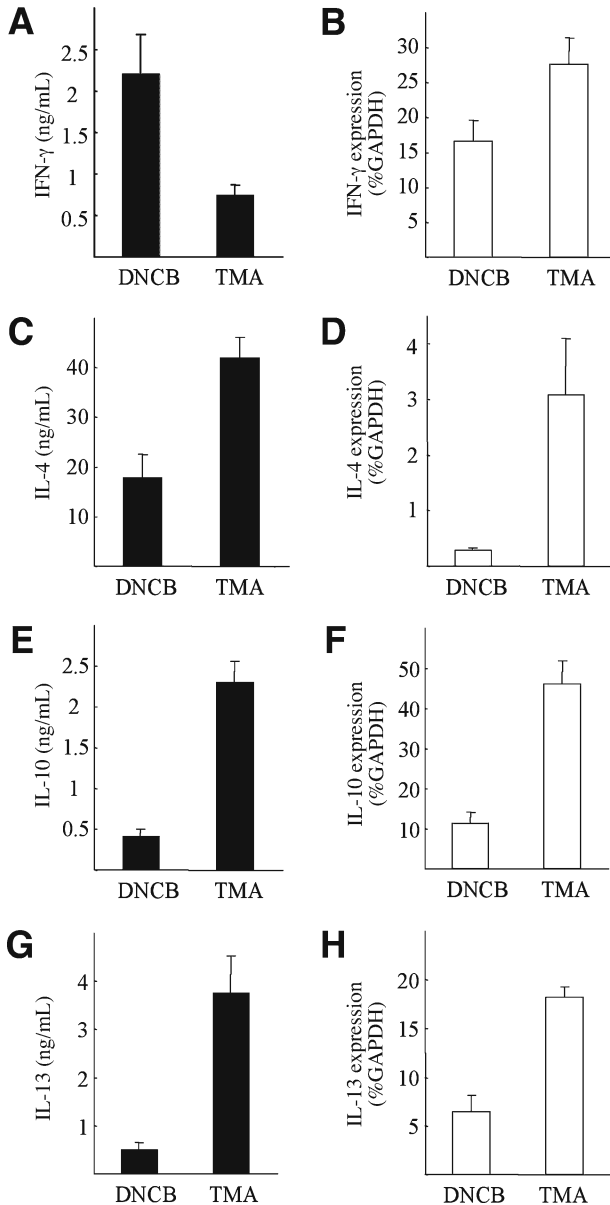 A
IFN-γ (ng/mL)
2.5
2
1.5
1
0.5
DNCB TMA
B
IFN-γ expression
(%GAPDH)
30
25
20
15
10
5
DNCB TMA
C
IL-4 (ng/mL)
40
30
20
10
DNCB TMA
D
IL-4 expression
(%GAPDH)
4
3
2
1
DNCB TMA
E
IL-10 (ng/mL)
2.5
2
1.5
1
0.5
DNCB TMA
F
IL-10 expression
(%GAPDH)
50
40
30
20
10
DNCB TMA
G
IL-13 (ng/mL)
4
3
2
1
DNCB TMA
H
IL-13 expression
(%GAPDH)
20
15
10
5
DNCB TMA